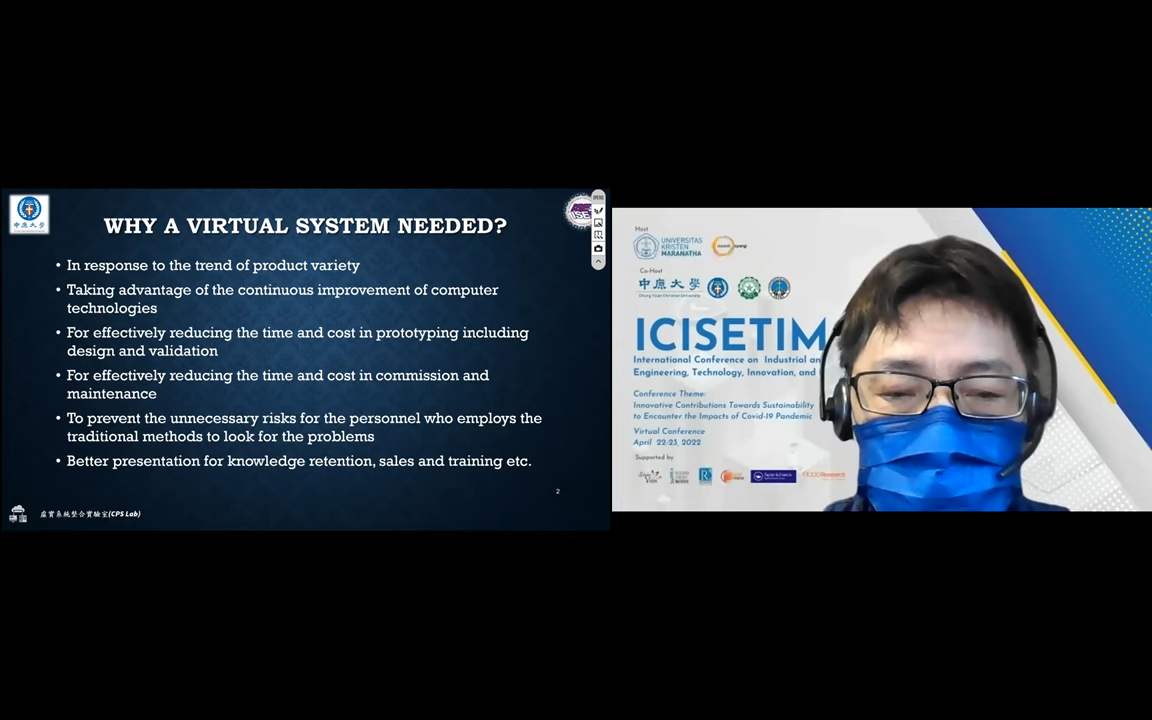 中原大學
WHY A VIRTUAL SYSTEM NEEDED?
• In response to the trend of product variety
• Taking advantage of the continuous improvement of computer
technologies
• For effectively reducing the time and cost in prototyping including
design and validation
• For effectively reducing the time and cost in commission and
maintenance
• To prevent the unnecessary risks for the personnel who employs the
traditional methods to look for the problems
• Better presentation for knowledge retention, sales and training etc.
2
虛實系統整合實驗室(CPS Lab)
Host
UNIVERSITAS
KRISTEN
MARANATHA
Co-Host
中原大學
Chung Yuan Christian University
ICISETIM
International Conference on Industrial an
Engineering, Technology, Innovation, and
Conference Theme:
Innovative Contributions Towards Sustainability
to Encounter the Impacts of Covid-19 Pandemic
Virtual Conference
April 22-23, 2022
Supported by